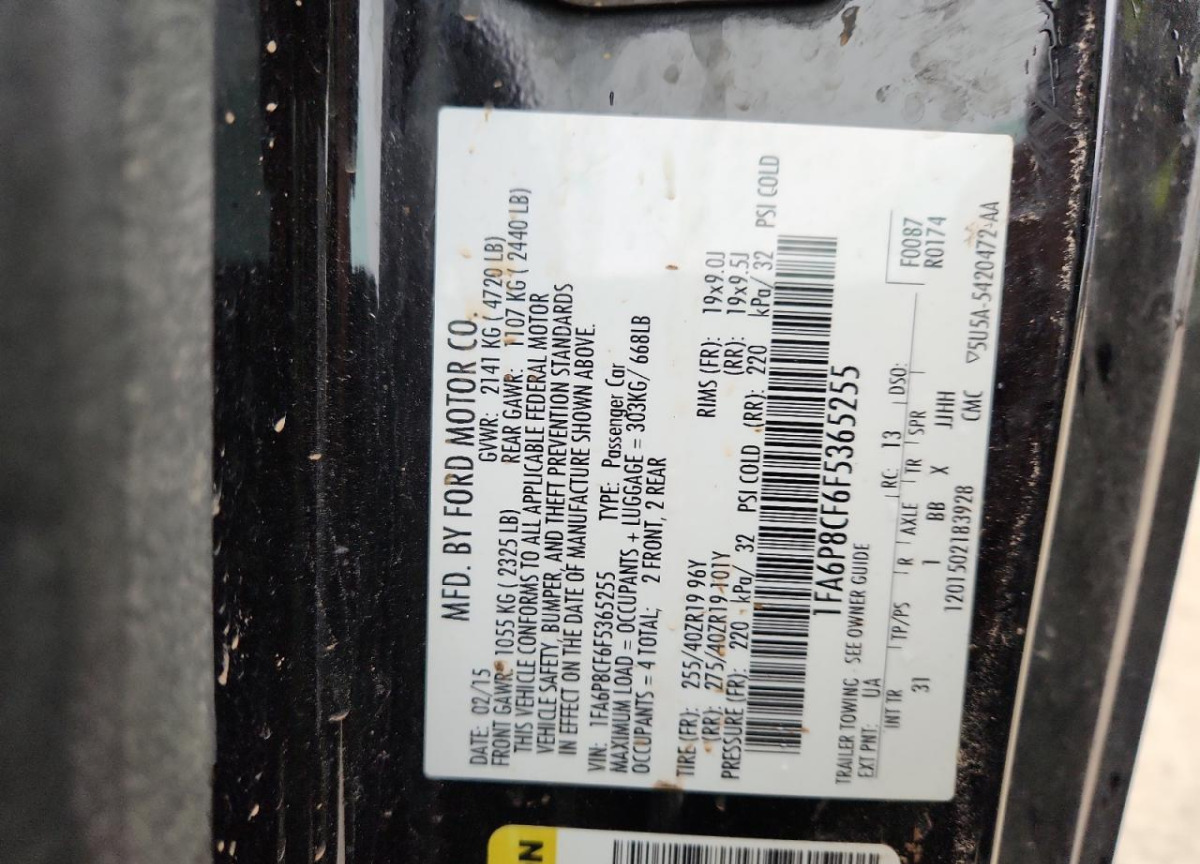 MFD. BY FORD MOTOR CO.
DATE: 02/15 GVWR: 2141 KG ( 4720 LB)
FRONT GAWR: 1055 KG ( 2325 LB) REAR GAWR: 1107 KG ( 2440 LB)
THIS VEHICLE CONFORMS TO ALL APPLICABLE FEDERAL MOTOR
VEHICLE SAFETY, BUMPER, AND THEFT PREVENTION STANDARDS
IN EFFECT ON THE DATE OF MANUFACTURE SHOWN ABOVE.
VIN: 1FA6P8CF6F5365255 TYPE: Passenger Car
MAXIMUM LOAD = OCCUPANTS + LUGGAGE = 303KG/ 668LB
OCCUPANTS = 4 TOTAL; 2 FRONT, 2 REAR
TIRE (FR): 255/40ZR19 96Y RIMS (FR): 19x9.0J
(RR): 275/40ZR19 101Y (RR): 19x9.5J
PRESSURE (FR): 220 kPa/ 32 PSI COLD (RR): 220 kPa/ 32 PSI COLD
1FA6P8CF6F5365255
TRAILER TOWING - SEE OWNER GUIDE
EXT PNT: UA RC: 13 DSO: F0087
R0174
INT TR TP/PS R AXLE TR SPR
31 1 BB X JJHH
1201502183928 CMC ▽5U5A-5420472-AA
N